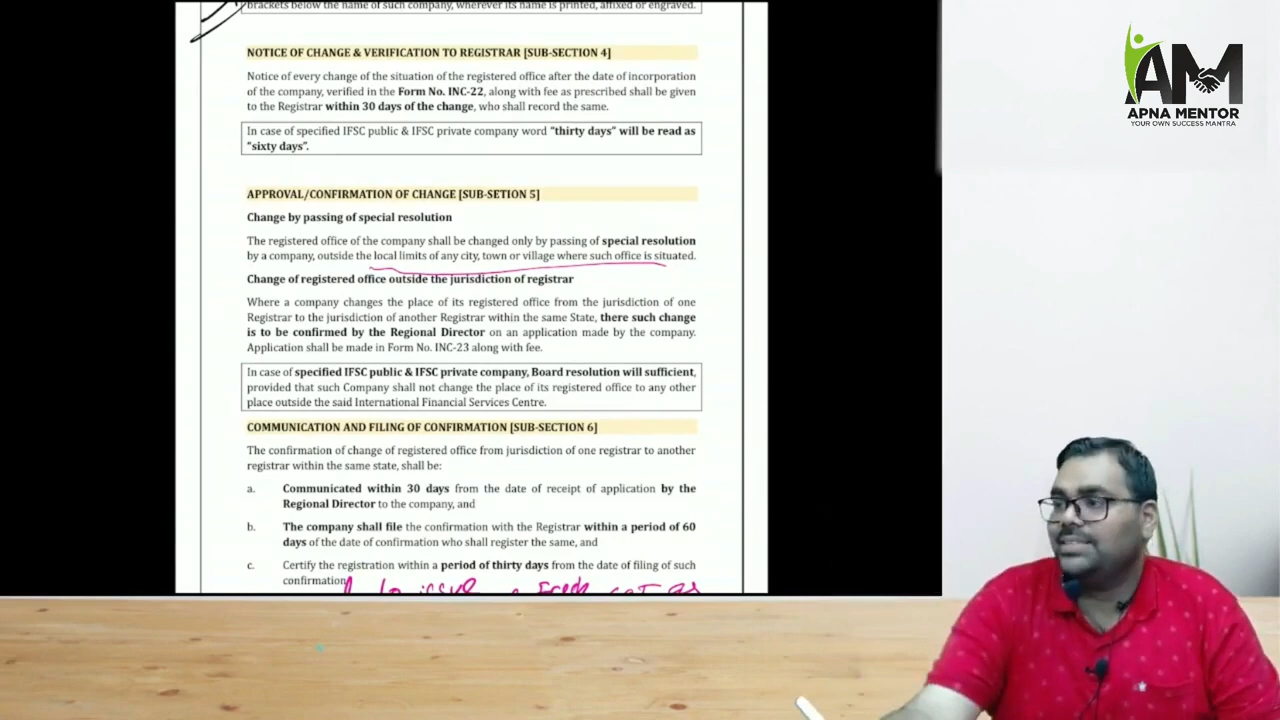 brackets below the name of such company, wherever its name is printed, affixed or engraved.
NOTICE OF CHANGE & VERIFICATION TO REGISTRAR [SUB-SECTION 4]
Notice of every change of the situation of the registered office after the date of incorporation
of the company, verified in the Form No. INC-22, along with fee as prescribed shall be given
to the Registrar within 30 days of the change, who shall record the same.
In case of specified IFSC public & IFSC private company word "thirty days" will be read as
"sixty days".
APPROVAL/CONFIRMATION OF CHANGE [SUB-SETION 5]
Change by passing of special resolution
The registered office of the company shall be changed only by passing of special resolution
by a company, outside the local limits of any city, town or village where such office is situated.
Change of registered office outside the jurisdiction of registrar
Where a company changes the place of its registered office from the jurisdiction of one
Registrar to the jurisdiction of another Registrar within the same State, there such change
is to be confirmed by the Regional Director on an application made by the company.
Application shall be made in Form No. INC-23 along with fee.
In case of specified IFSC public & IFSC private company, Board resolution will sufficient,
provided that such Company shall not change the place of its registered office to any other
place outside the said International Financial Services Centre.
COMMUNICATION AND FILING OF CONFIRMATION [SUB-SECTION 6]
The confirmation of change of registered office from jurisdiction of one registrar to another
registrar within the same state, shall be:
a. Communicated within 30 days from the date of receipt of application by the
Regional Director to the company, and
b. The company shall file the confirmation with the Registrar within a period of 60
days of the date of confirmation who shall register the same, and
c. Certify the registration within a period of thirty days from the date of filing of such
confirmation
to issue a Fresh
AM
APNA MENTOR
YOUR OWN SUCCESS MANTRA